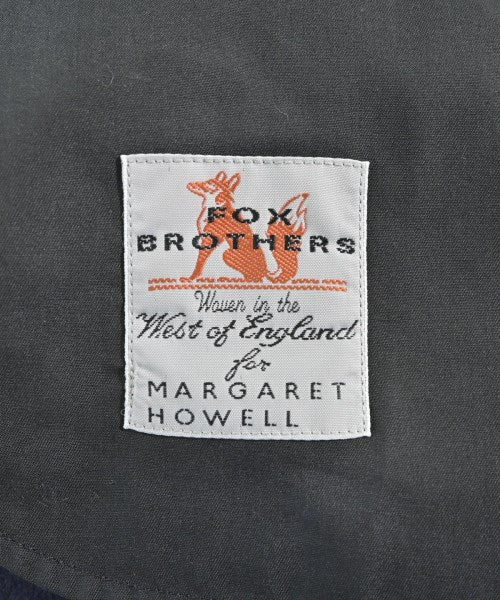 FOX
BROTHERS
Woven in the
West of England
for
MARGARET
HOWELL